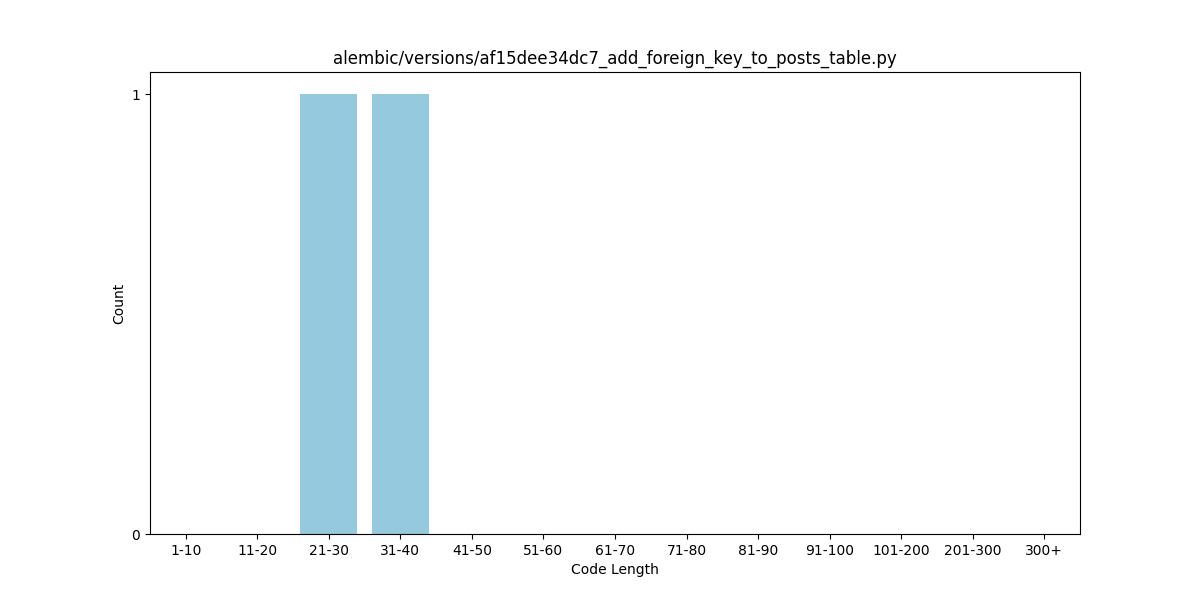 alembic/versions/af15dee34dc7_add_foreign_key_to_posts_table.py
1
Count
0
1-10 11-20 21-30 31-40 41-50 51-60 61-70 71-80 81-90 91-100 101-200 201-300 300+
Code Length